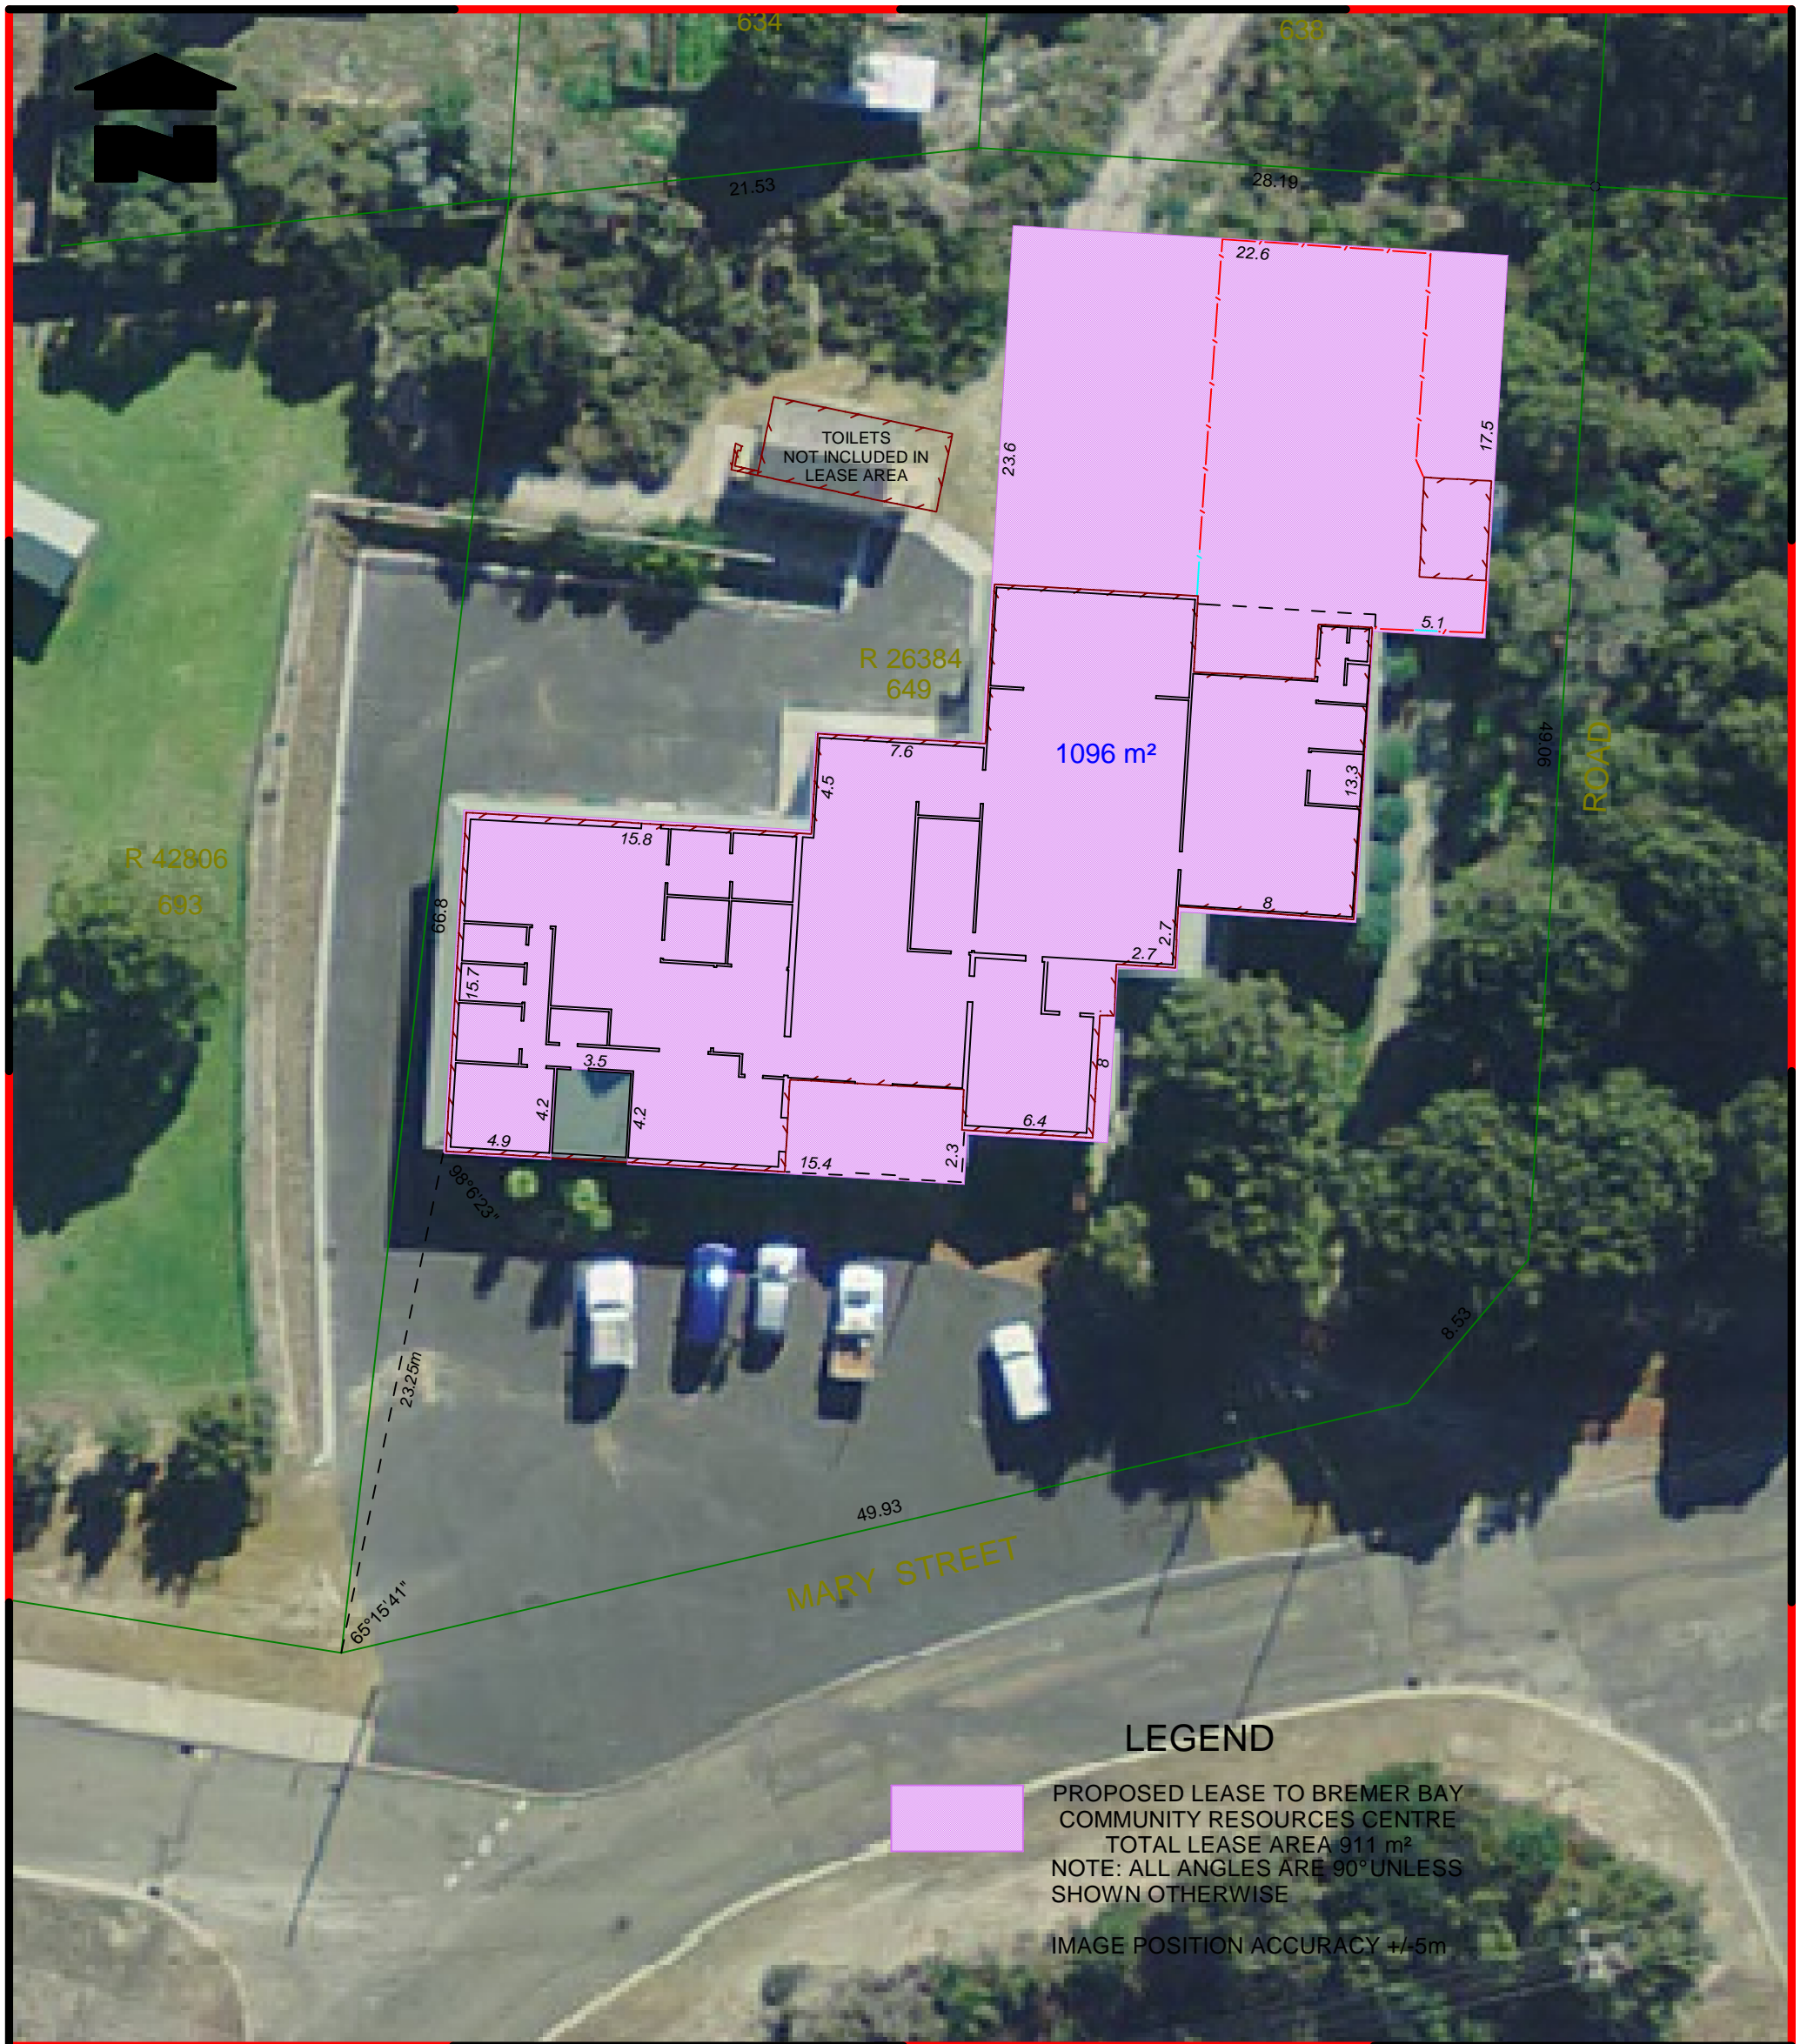 634
638
N
21.53
28.19
22.6
TOILETS
NOT INCLUDED IN
LEASE AREA
23.6
17.5
5.1
R 26384
649
7.6
1096 m²
4.5
13.3
49.06
ROAD
15.8
R 42806
693
66.8
8
2.7
2.7
15.7
3.5
8
4.2
4.2
4.9
6.4
15.4
2.3
98°6'23"
23.25m
8.53
49.93
MARY STREET
65°15'41"
LEGEND
PROPOSED LEASE TO BREMER BAY
COMMUNITY RESOURCES CENTRE
TOTAL LEASE AREA 911 m²
NOTE: ALL ANGLES ARE 90° UNLESS
SHOWN OTHERWISE
IMAGE POSITION ACCURACY +/-5m